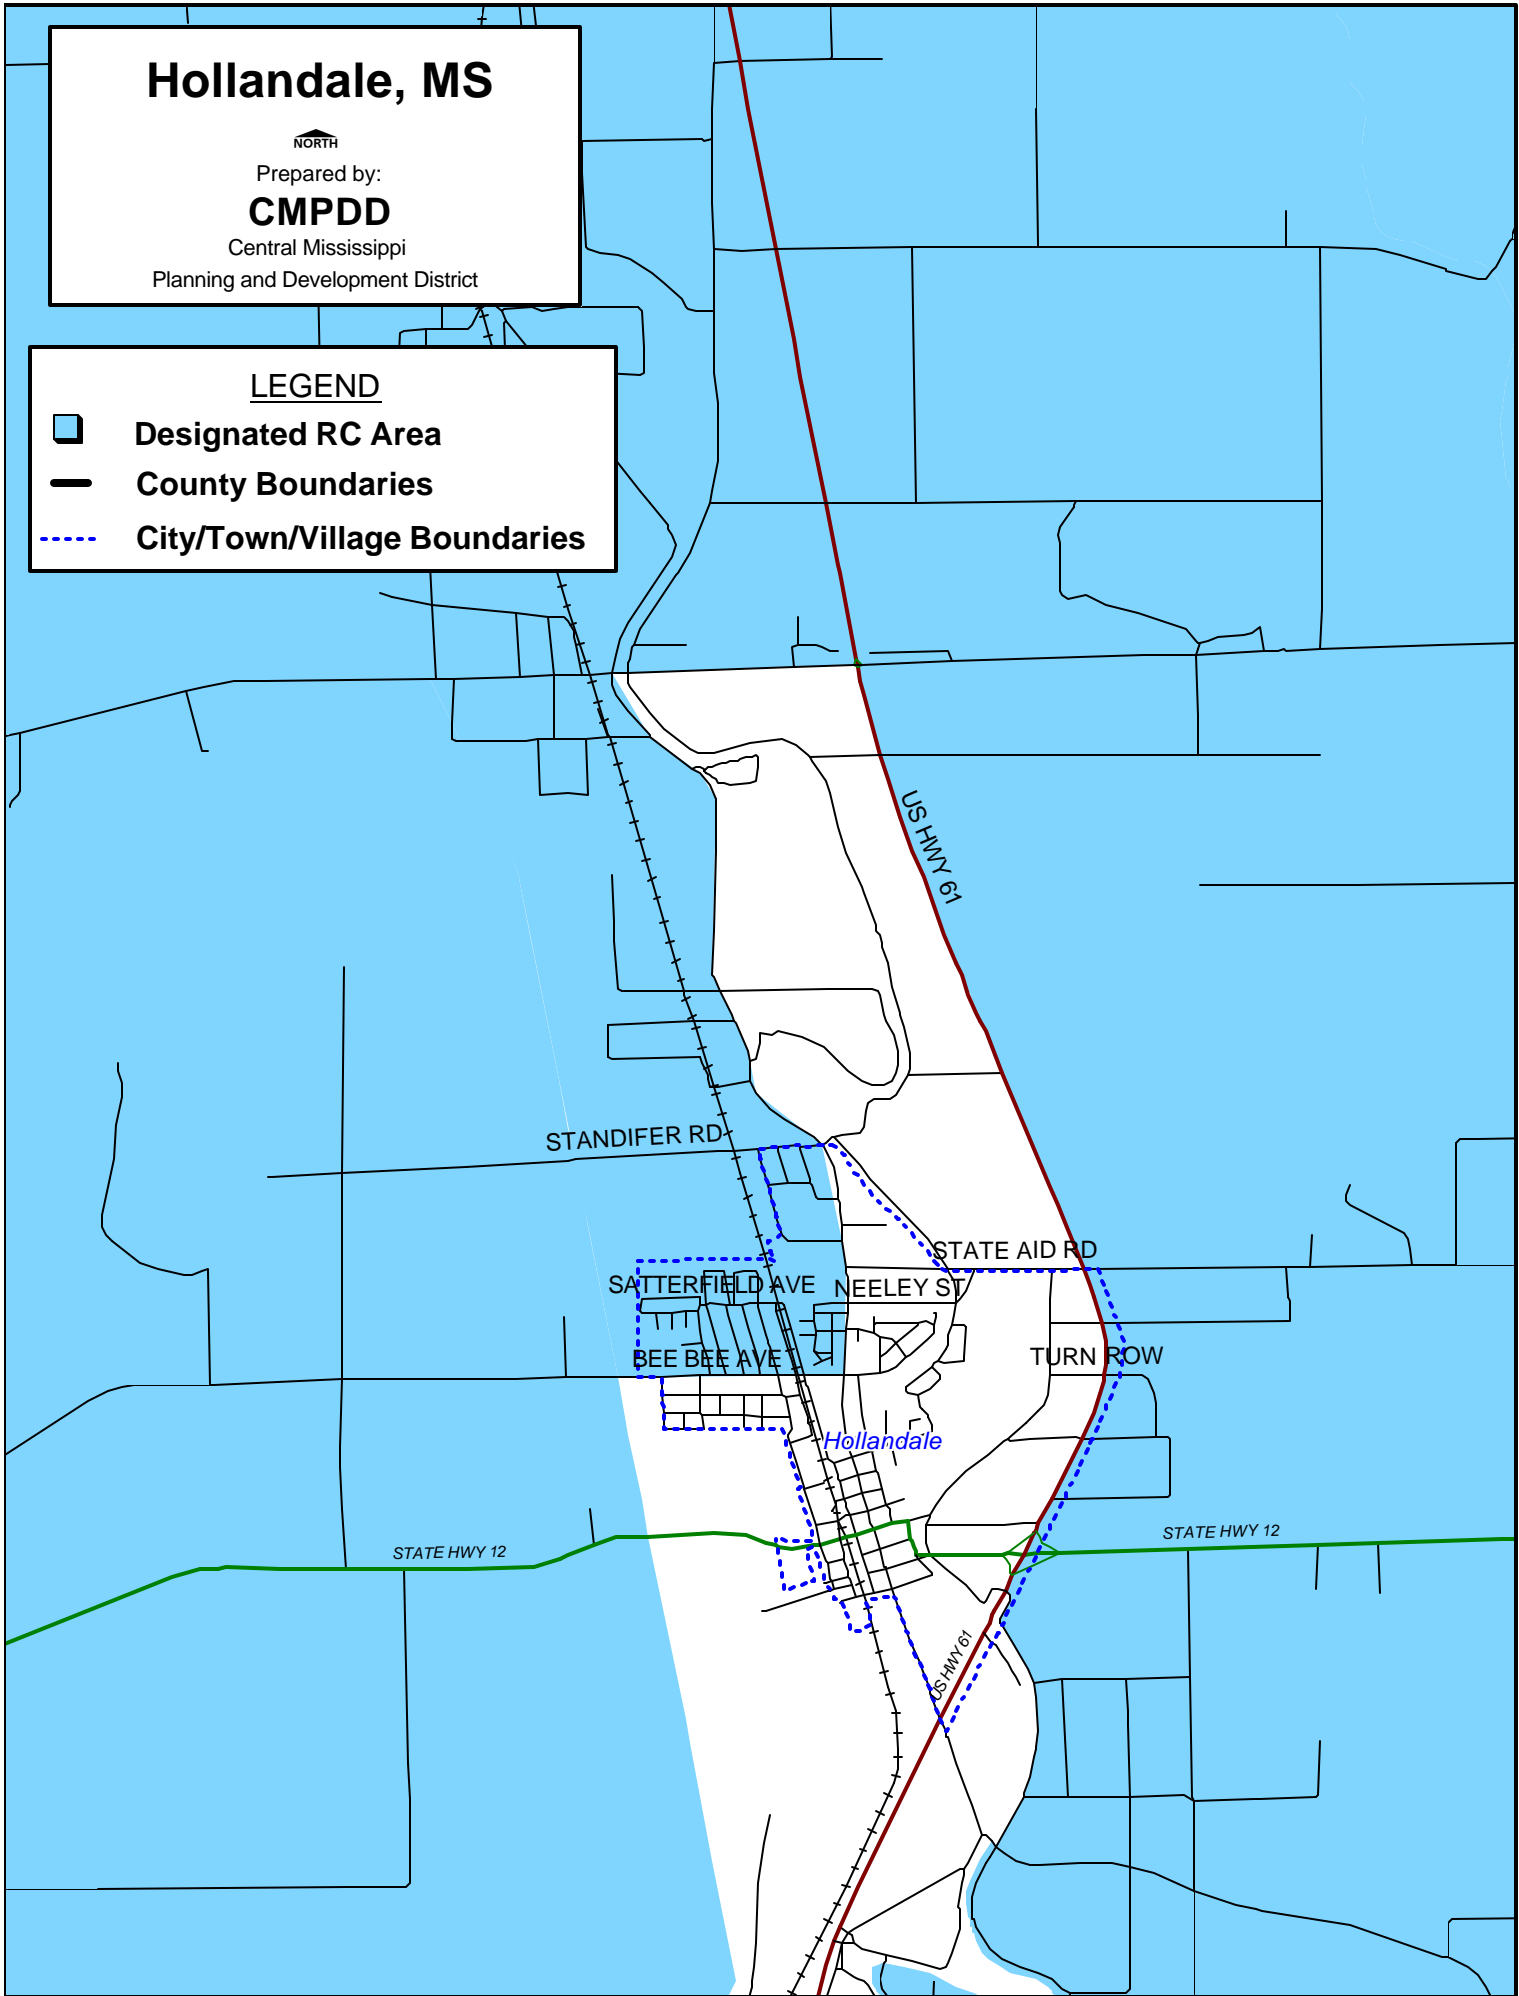 Hollandale, MS
NORTH
Prepared by:
CMPDD
Central Mississippi
Planning and Development District
LEGEND
Designated RC Area
County Boundaries
City/Town/Village Boundaries
US HWY 61
STANDIFER RD
STATE AID RD
SATTERFIELD AVE
NEELEY ST
BEE BEE AVE
TURN ROW
Hollandale
STATE HWY 12
STATE HWY 12
US HWY 61